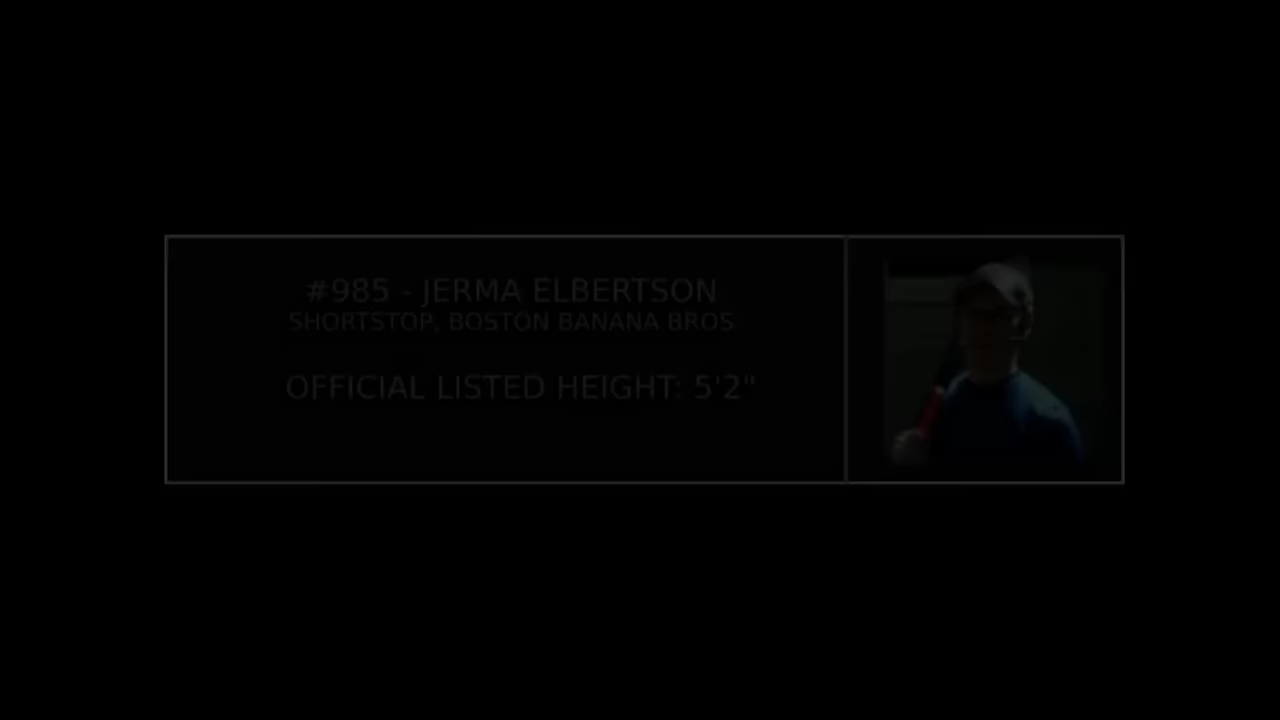 #985 - JERMA ELBERTSON
SHORTSTOP, BOSTON BANANA BROS
OFFICIAL LISTED HEIGHT: 5'2"